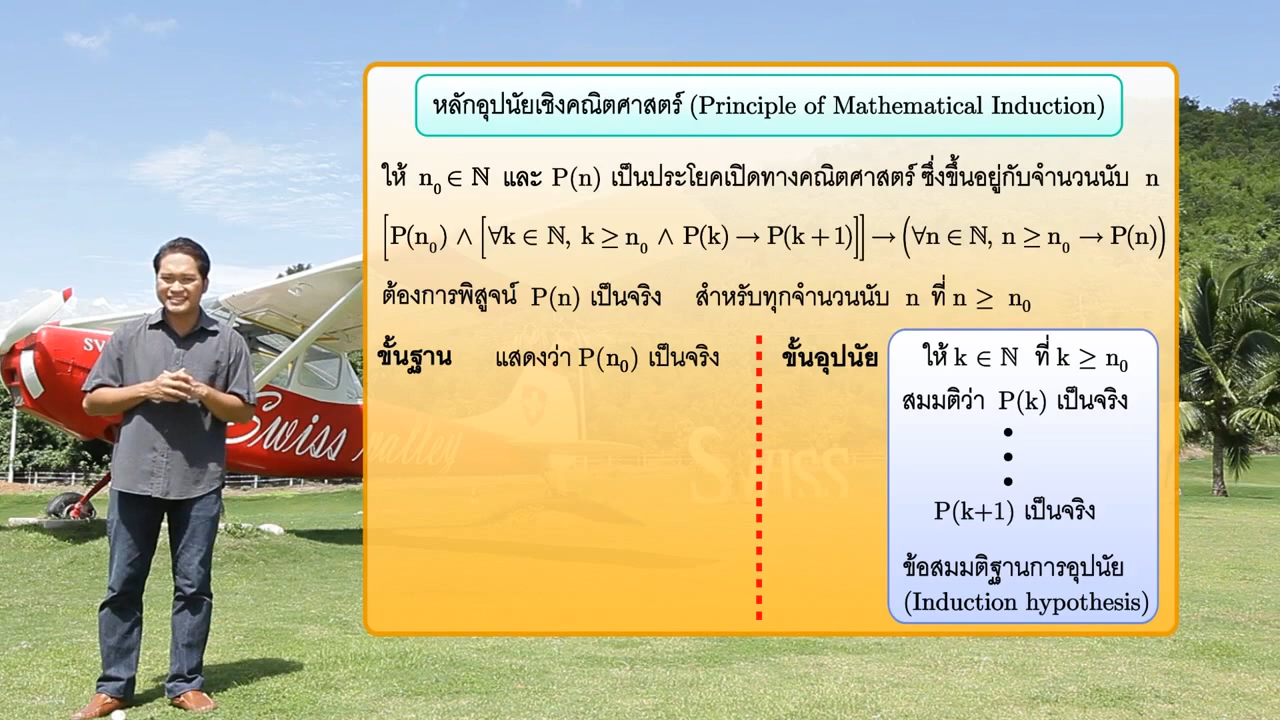 หลักอุปนัยเชิงคณิตศาสตร์ (Principle of Mathematical Induction)
ให้ n₀ ∈ ℕ และ P(n) เป็นประโยคเปิดทางคณิตศาสตร์ ซึ่งขึ้นอยู่กับจำนวนนับ n
[P(n₀) ∧ [∀k ∈ ℕ, k ≥ n₀ ∧ P(k) → P(k+1)]] → (∀n ∈ ℕ, n ≥ n₀ → P(n))
ต้องการพิสูจน์ P(n) เป็นจริง สำหรับทุกจำนวนนับ n ที่ n ≥ n₀
ขั้นฐาน แสดงว่า P(n₀) เป็นจริง
ขั้นอุปนัย
ให้ k ∈ ℕ ที่ k ≥ n₀
สมมติว่า P(k) เป็นจริง
•
•
•
P(k+1) เป็นจริง
ข้อสมมติฐานการอุปนัย
(Induction hypothesis)
SV
Swiss Valley
Swiss